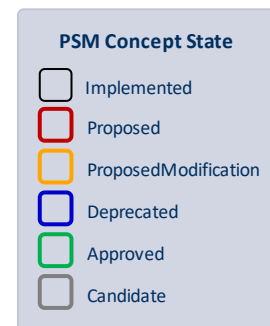 PSM Concept State
Implemented
Proposed
ProposedModification
Deprecated
Approved
Candidate